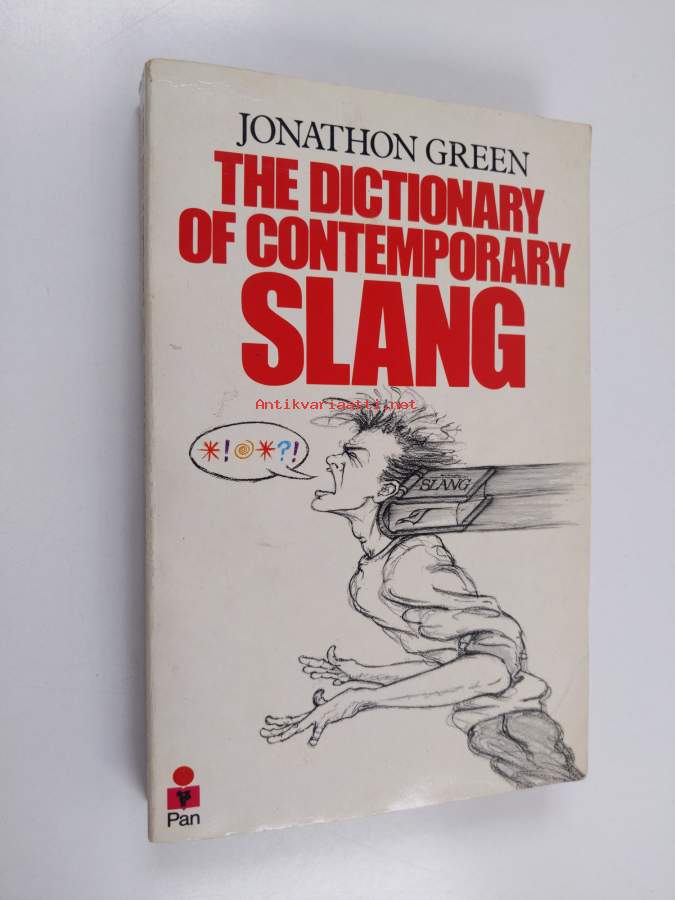 JONATHON GREEN
THE DICTIONARY
OF CONTEMPORARY
SLANG
Antikvariaatti.net
*!@*?!
SLANG
Pan